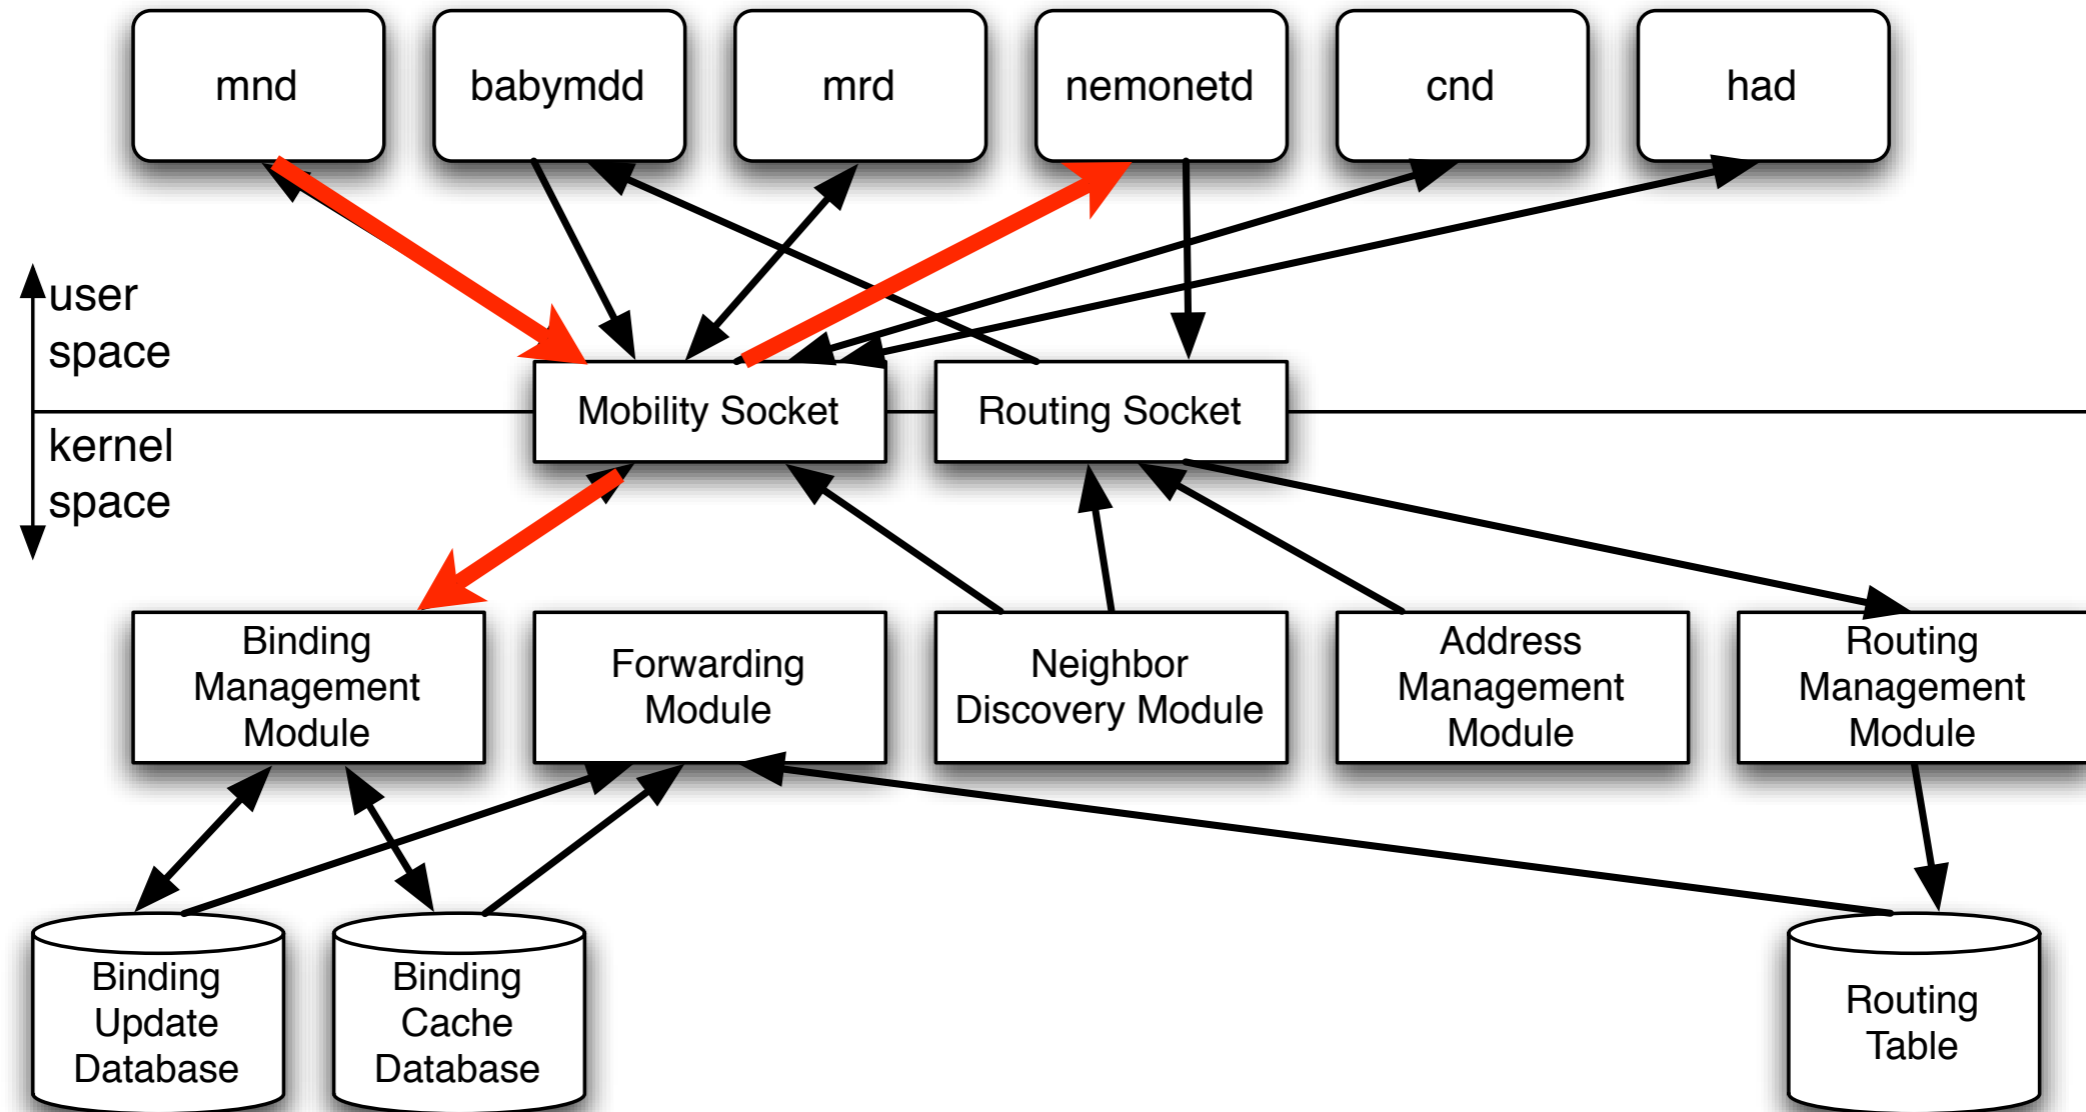 mnd
babymdd
mrd
nemonetd
cnd
had
user
space
Mobility Socket
Routing Socket
kernel
space
Binding
Management
Module
Forwarding
Module
Neighbor
Discovery Module
Address
Management
Module
Routing
Management
Module
Binding
Update
Database
Binding
Cache
Database
Routing
Table